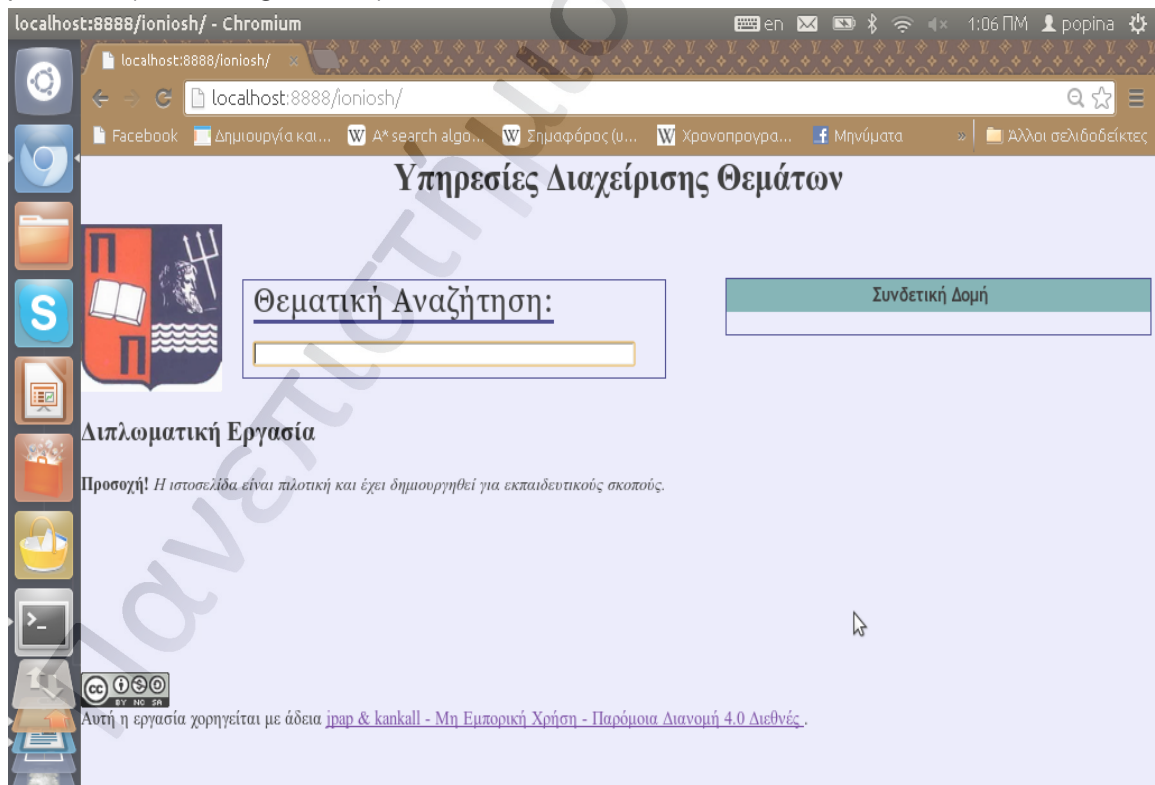 localhost:8888/ioniosh/ - Chromium
en
1:06 ΠΜ
popina
localhost:8888/ioniosh/
localhost:8888/ioniosh/
Facebook
Δημιουργία και...
W A* search algo...
W Σημαφόρος (υ...
W Χρονοπρογρα...
Μηνύματα
»
Άλλοι σελιδοδείκτες
Υπηρεσίες Διαχείρισης Θεμάτων
Θεματική Αναζήτηση:
Συνδετική Δομή
Διπλωματική Εργασία
Προσοχή! Η ιστοσελίδα είναι πιλοτική και έχει δημιουργηθεί για εκπαιδευτικούς σκοπούς.
cc
BY NC SA
Αυτή η εργασία χορηγείται με άδεια jpap & kankall - Μη Εμπορική Χρήση - Παρόμοια Διανομή 4.0 Διεθνές .
Πανεπιστήμιο